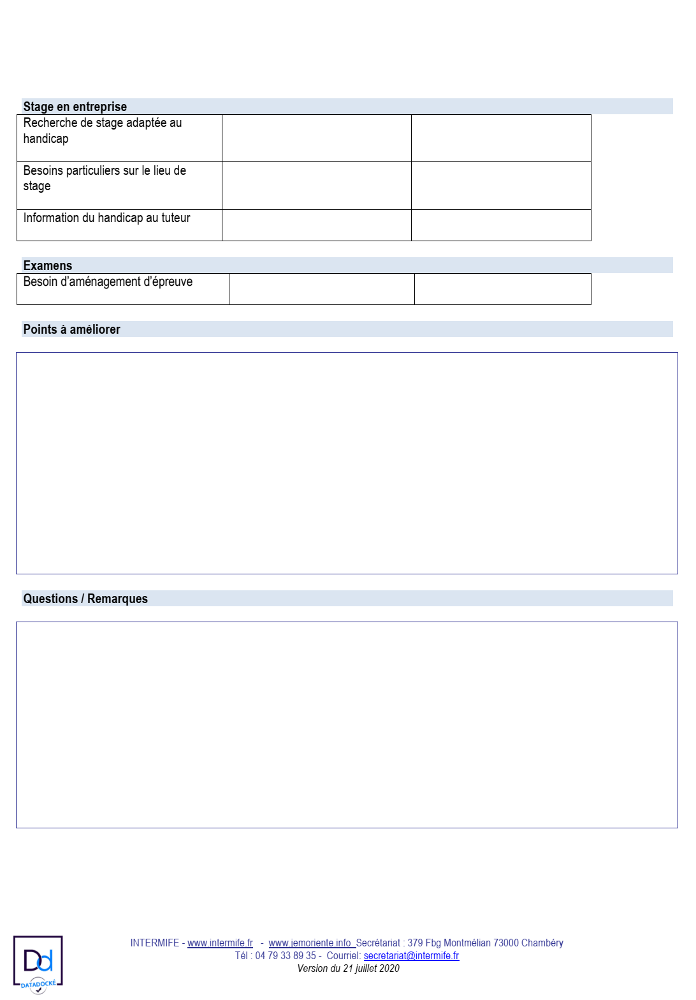 Stage en entreprise
Recherche de stage adaptée au
handicap
Besoins particuliers sur le lieu de
stage
Information du handicap au tuteur
Examens
Besoin d’aménagement d’épreuve
Points à améliorer
Questions / Remarques
INTERMIFE - www.intermife.fr - www.jemoriente.info Secrétariat : 379 Fbg Montmélian 73000 Chambéry
Tél : 04 79 33 89 35 - Courriel: secretariat@intermife.fr
Version du 21 juillet 2020
Dd
DATADOCKÉ